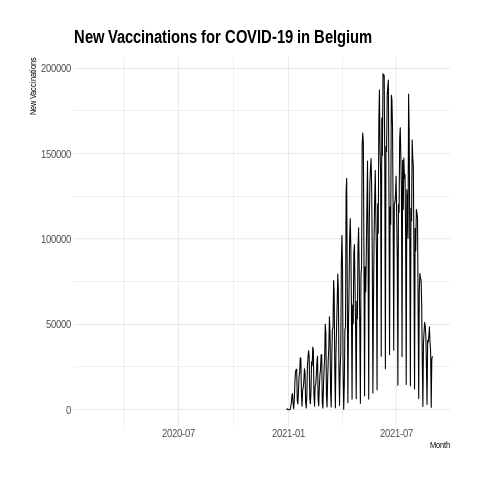 New Vaccinations for COVID-19 in Belgium
New Vaccinations
200000
150000
100000
50000
0
2020-07
2021-01
2021-07
Month